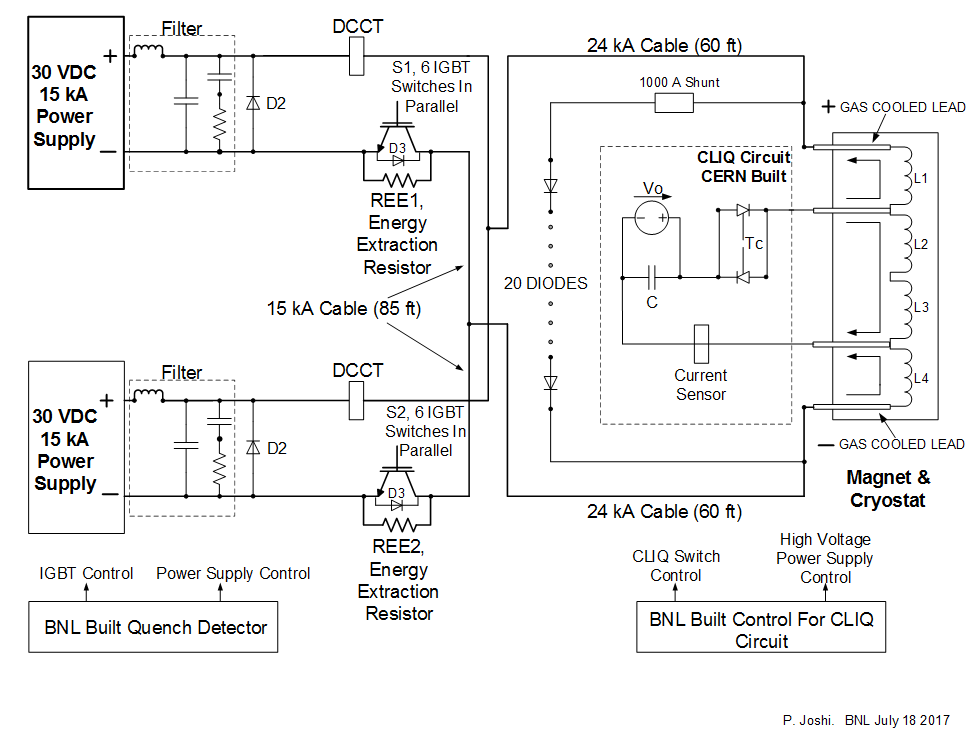 DCCT
24 kA Cable (60 ft)
Filter
+
30 VDC
15 kA
Power
Supply
D2
S1, 6 IGBT
Switches In
Parallel
1000 A Shunt
+ GAS COOLED LEAD
D3
CLIQ Circuit
CERN Built
REE1,
Energy
Extraction
Resistor
Vo
L1
Tc
L2
20 DIODES
C
15 kA Cable (85 ft)
L3
DCCT
Filter
Current
Sensor
L4
+
30 VDC
15 kA
Power
Supply
D2
S2, 6 IGBT
Switches In
Parallel
GAS COOLED LEAD
D3
Magnet &
Cryostat
24 kA Cable (60 ft)
REE2,
Energy
Extraction
Resistor
IGBT Control
Power Supply Control
CLIQ Switch
Control
High Voltage
Power Supply
Control
BNL Built Quench Detector
BNL Built Control For CLIQ
Circuit
P. Joshi. BNL July 18 2017